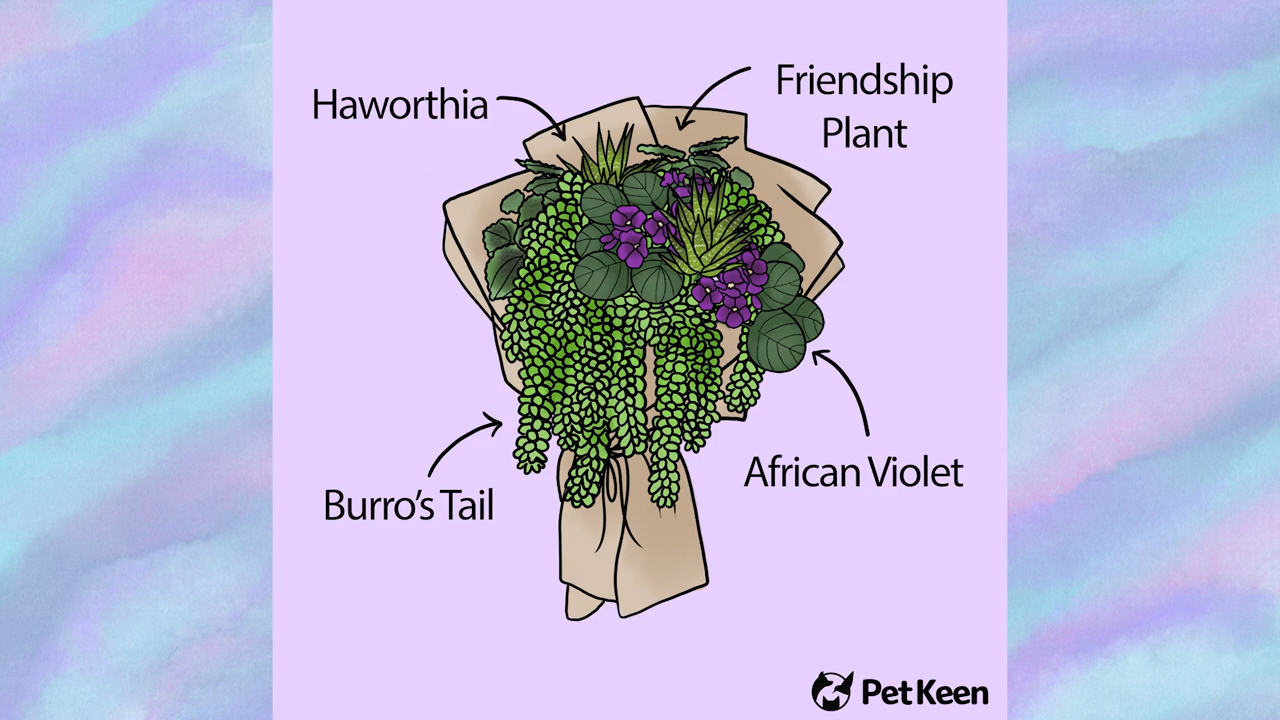 Haworthia
Friendship
Plant
Burro's Tail
African Violet
PetKeen